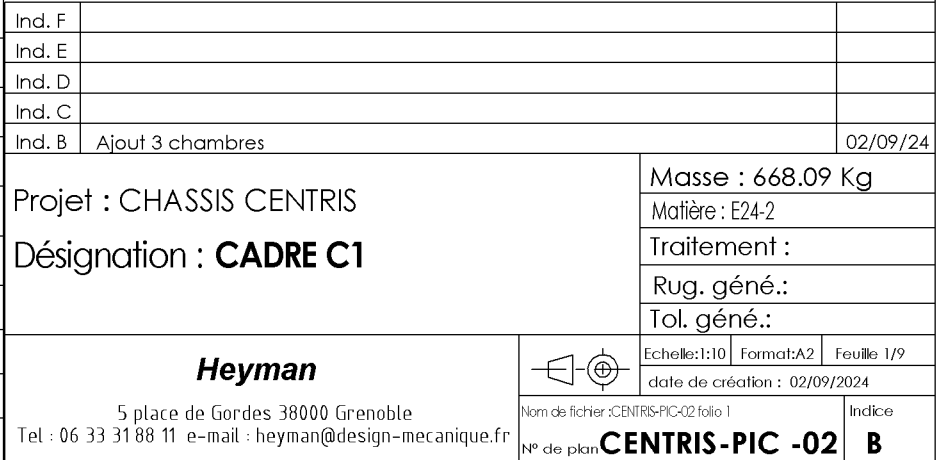 Ind. F
Ind. E
Ind. D
Ind. C
Ind. B Ajout 3 chambres 02/09/24
Projet : CHASSIS CENTRIS
Désignation : CADRE C1
Masse : 668.09 Kg
Matière : E24-2
Traitement :
Rug. géné.:
Tol. géné.:
Heyman
5 place de Gordes 38000 Grenoble
Tel : 06 33 31 88 11 e-mail : heyman@design-mecanique.fr
Echelle:1:10 Format:A2 Feuille 1/9
date de création : 02/09/2024
Nom de fichier :CENTRIS-PIC-02 folio 1
N° de plan CENTRIS-PIC -02
Indice
B